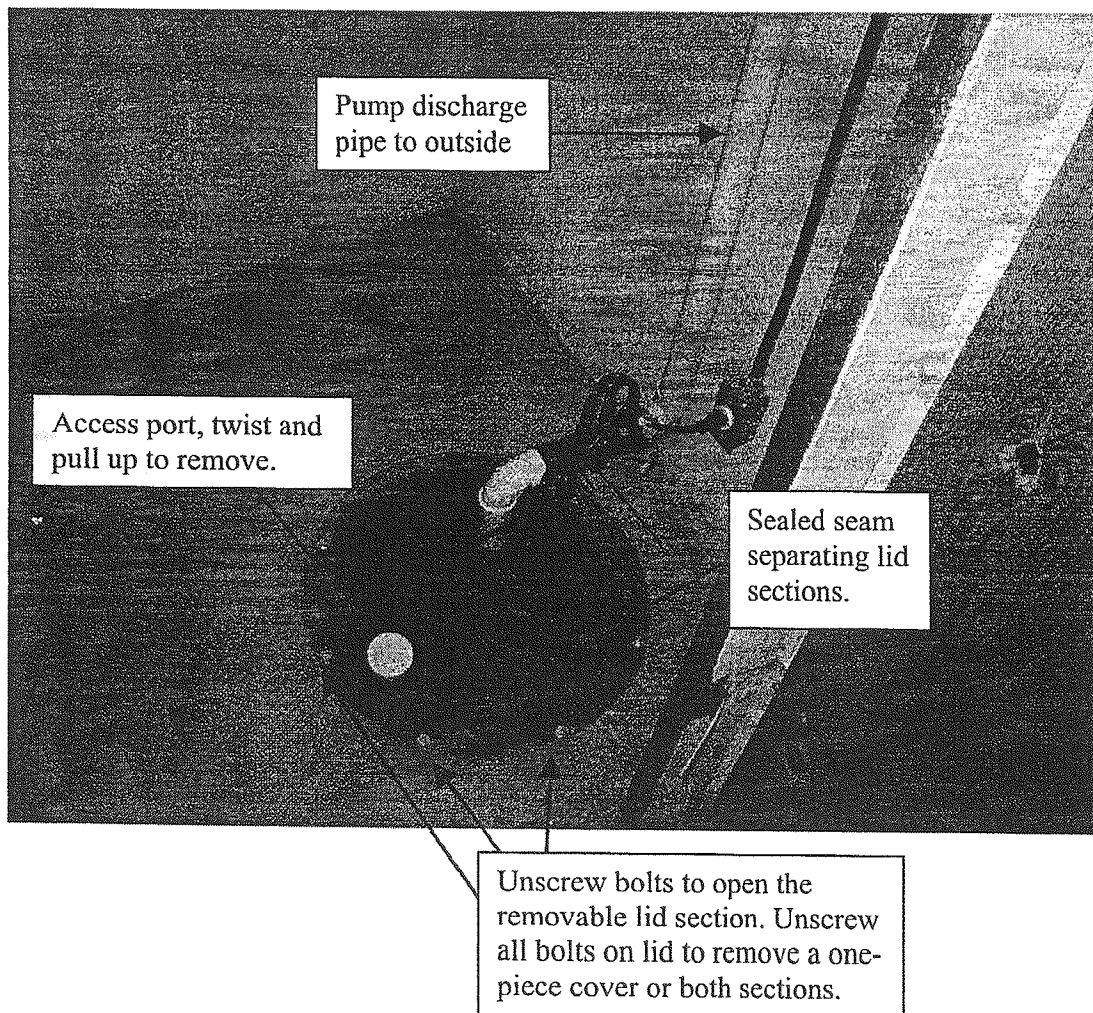 Pump discharge
pipe to outside
Access port, twist and
pull up to remove.
Sealed seam
separating lid
sections.
Unscrew bolts to open the
removable lid section. Unscrew
all bolts on lid to remove a one-
piece cover or both sections.